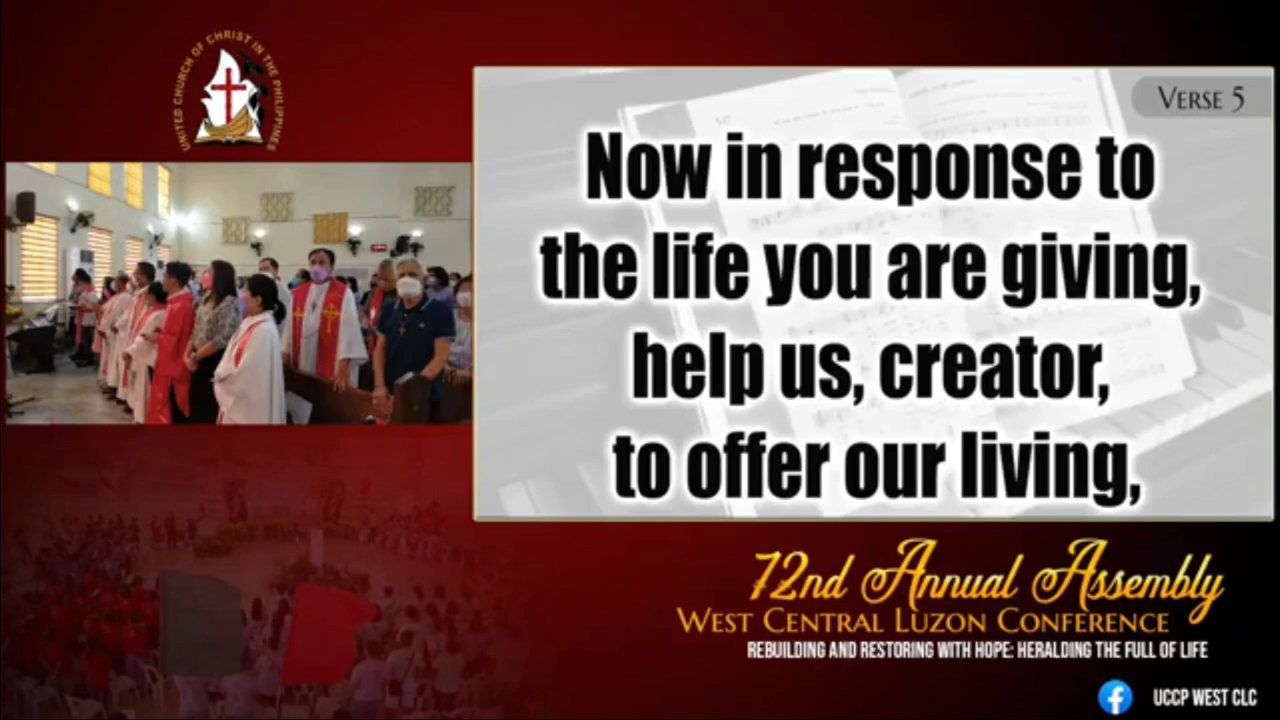 UNITED CHURCH OF CHRIST IN THE PHILIPPINES
VERSE 5
Now in response to
the life you are giving,
help us, creator,
to offer our living,
72nd Annual Assembly
WEST CENTRAL LUZON CONFERENCE
REBUILDING AND RESTORING WITH HOPE: HERALDING THE FULL OF LIFE
UCCP WEST CLC